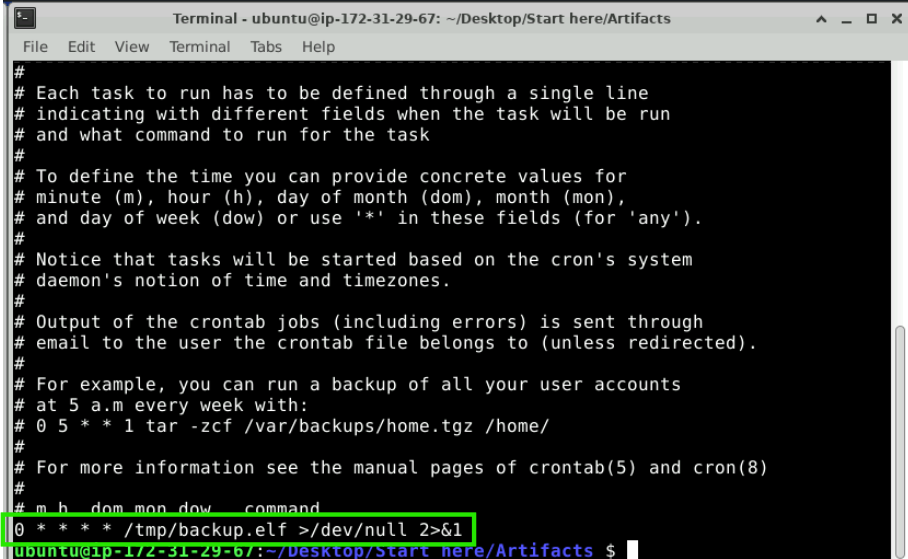 Terminal - ubuntu@ip-172-31-29-67: ~/Desktop/Start here/Artifacts
File Edit View Terminal Tabs Help
#
# Each task to run has to be defined through a single line
# indicating with different fields when the task will be run
# and what command to run for the task
#
# To define the time you can provide concrete values for
# minute (m), hour (h), day of month (dom), month (mon),
# and day of week (dow) or use '*' in these fields (for 'any').
#
# Notice that tasks will be started based on the cron's system
# daemon's notion of time and timezones.
#
# Output of the crontab jobs (including errors) is sent through
# email to the user the crontab file belongs to (unless redirected).
#
# For example, you can run a backup of all your user accounts
# at 5 a.m every week with:
# 0 5 * * 1 tar -zcf /var/backups/home.tgz /home/
#
# For more information see the manual pages of crontab(5) and cron(8)
#
# m h  dom mon dow   command
0 * * * * /tmp/backup.elf >/dev/null 2>&1
ubuntu@ip-172-31-29-67:~/Desktop/Start here/Artifacts $